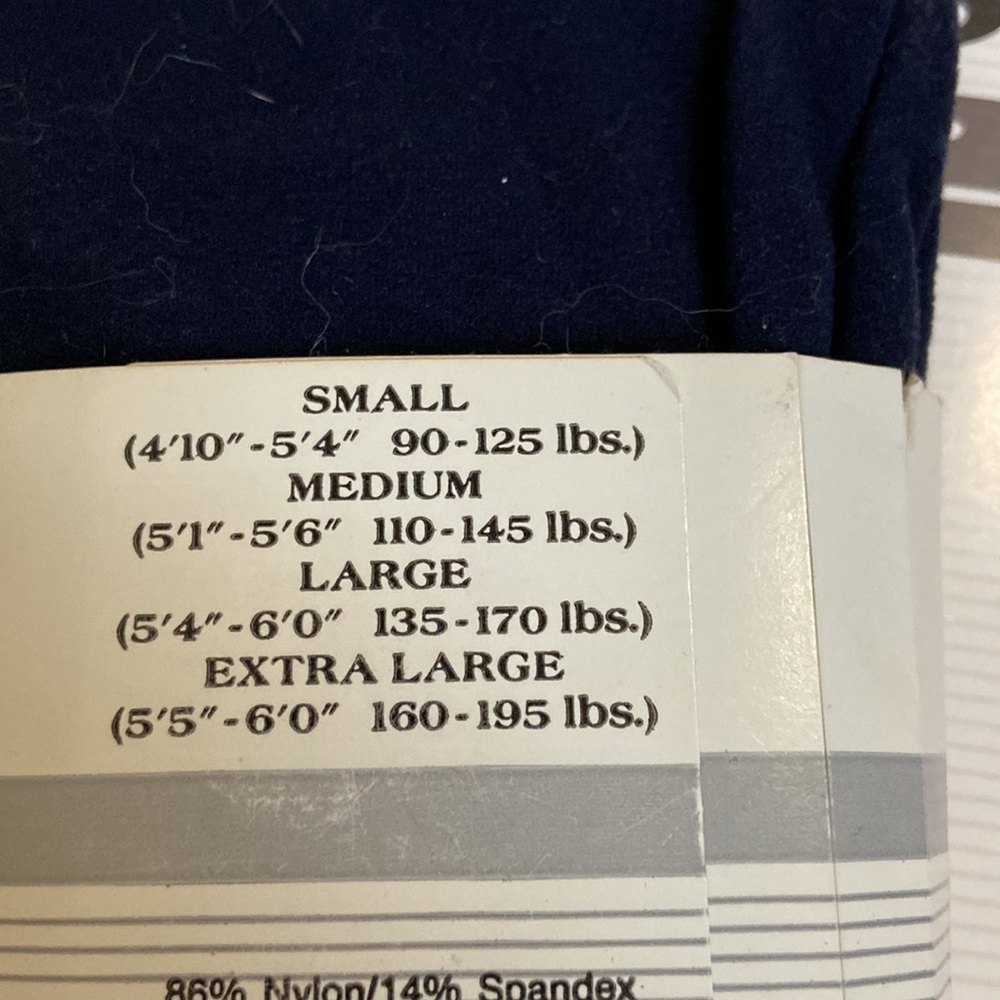 SMALL
(4'10"-5'4" 90-125 lbs.)
MEDIUM
(5'1"-5'6" 110-145 lbs.)
LARGE
(5'4"-6'0" 135-170 lbs.)
EXTRA LARGE
(5'5"-6'0" 160-195 lbs.)
86% Nylon/14% Spandex